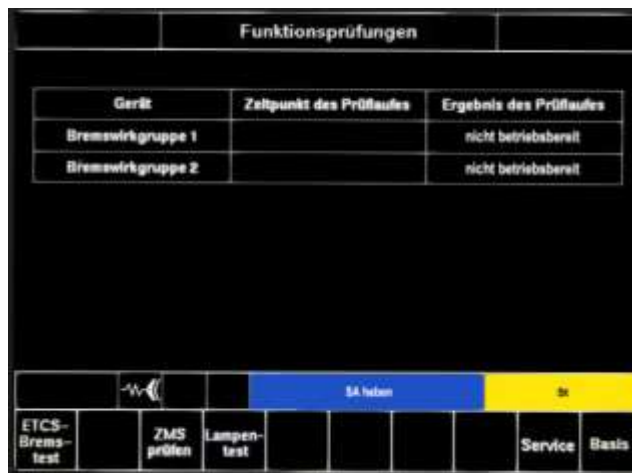 Funktionsprüfungen
Gerät Zeitpunkt des Prüflaufes Ergebnis des Prüflaufes
Bremswirkgruppe 1 nicht betriebsbereit
Bremswirkgruppe 2 nicht betriebsbereit
SA heben St
ETCS-
Brems-
test
ZMS
prüfen
Lampen-
test
Service
Basis